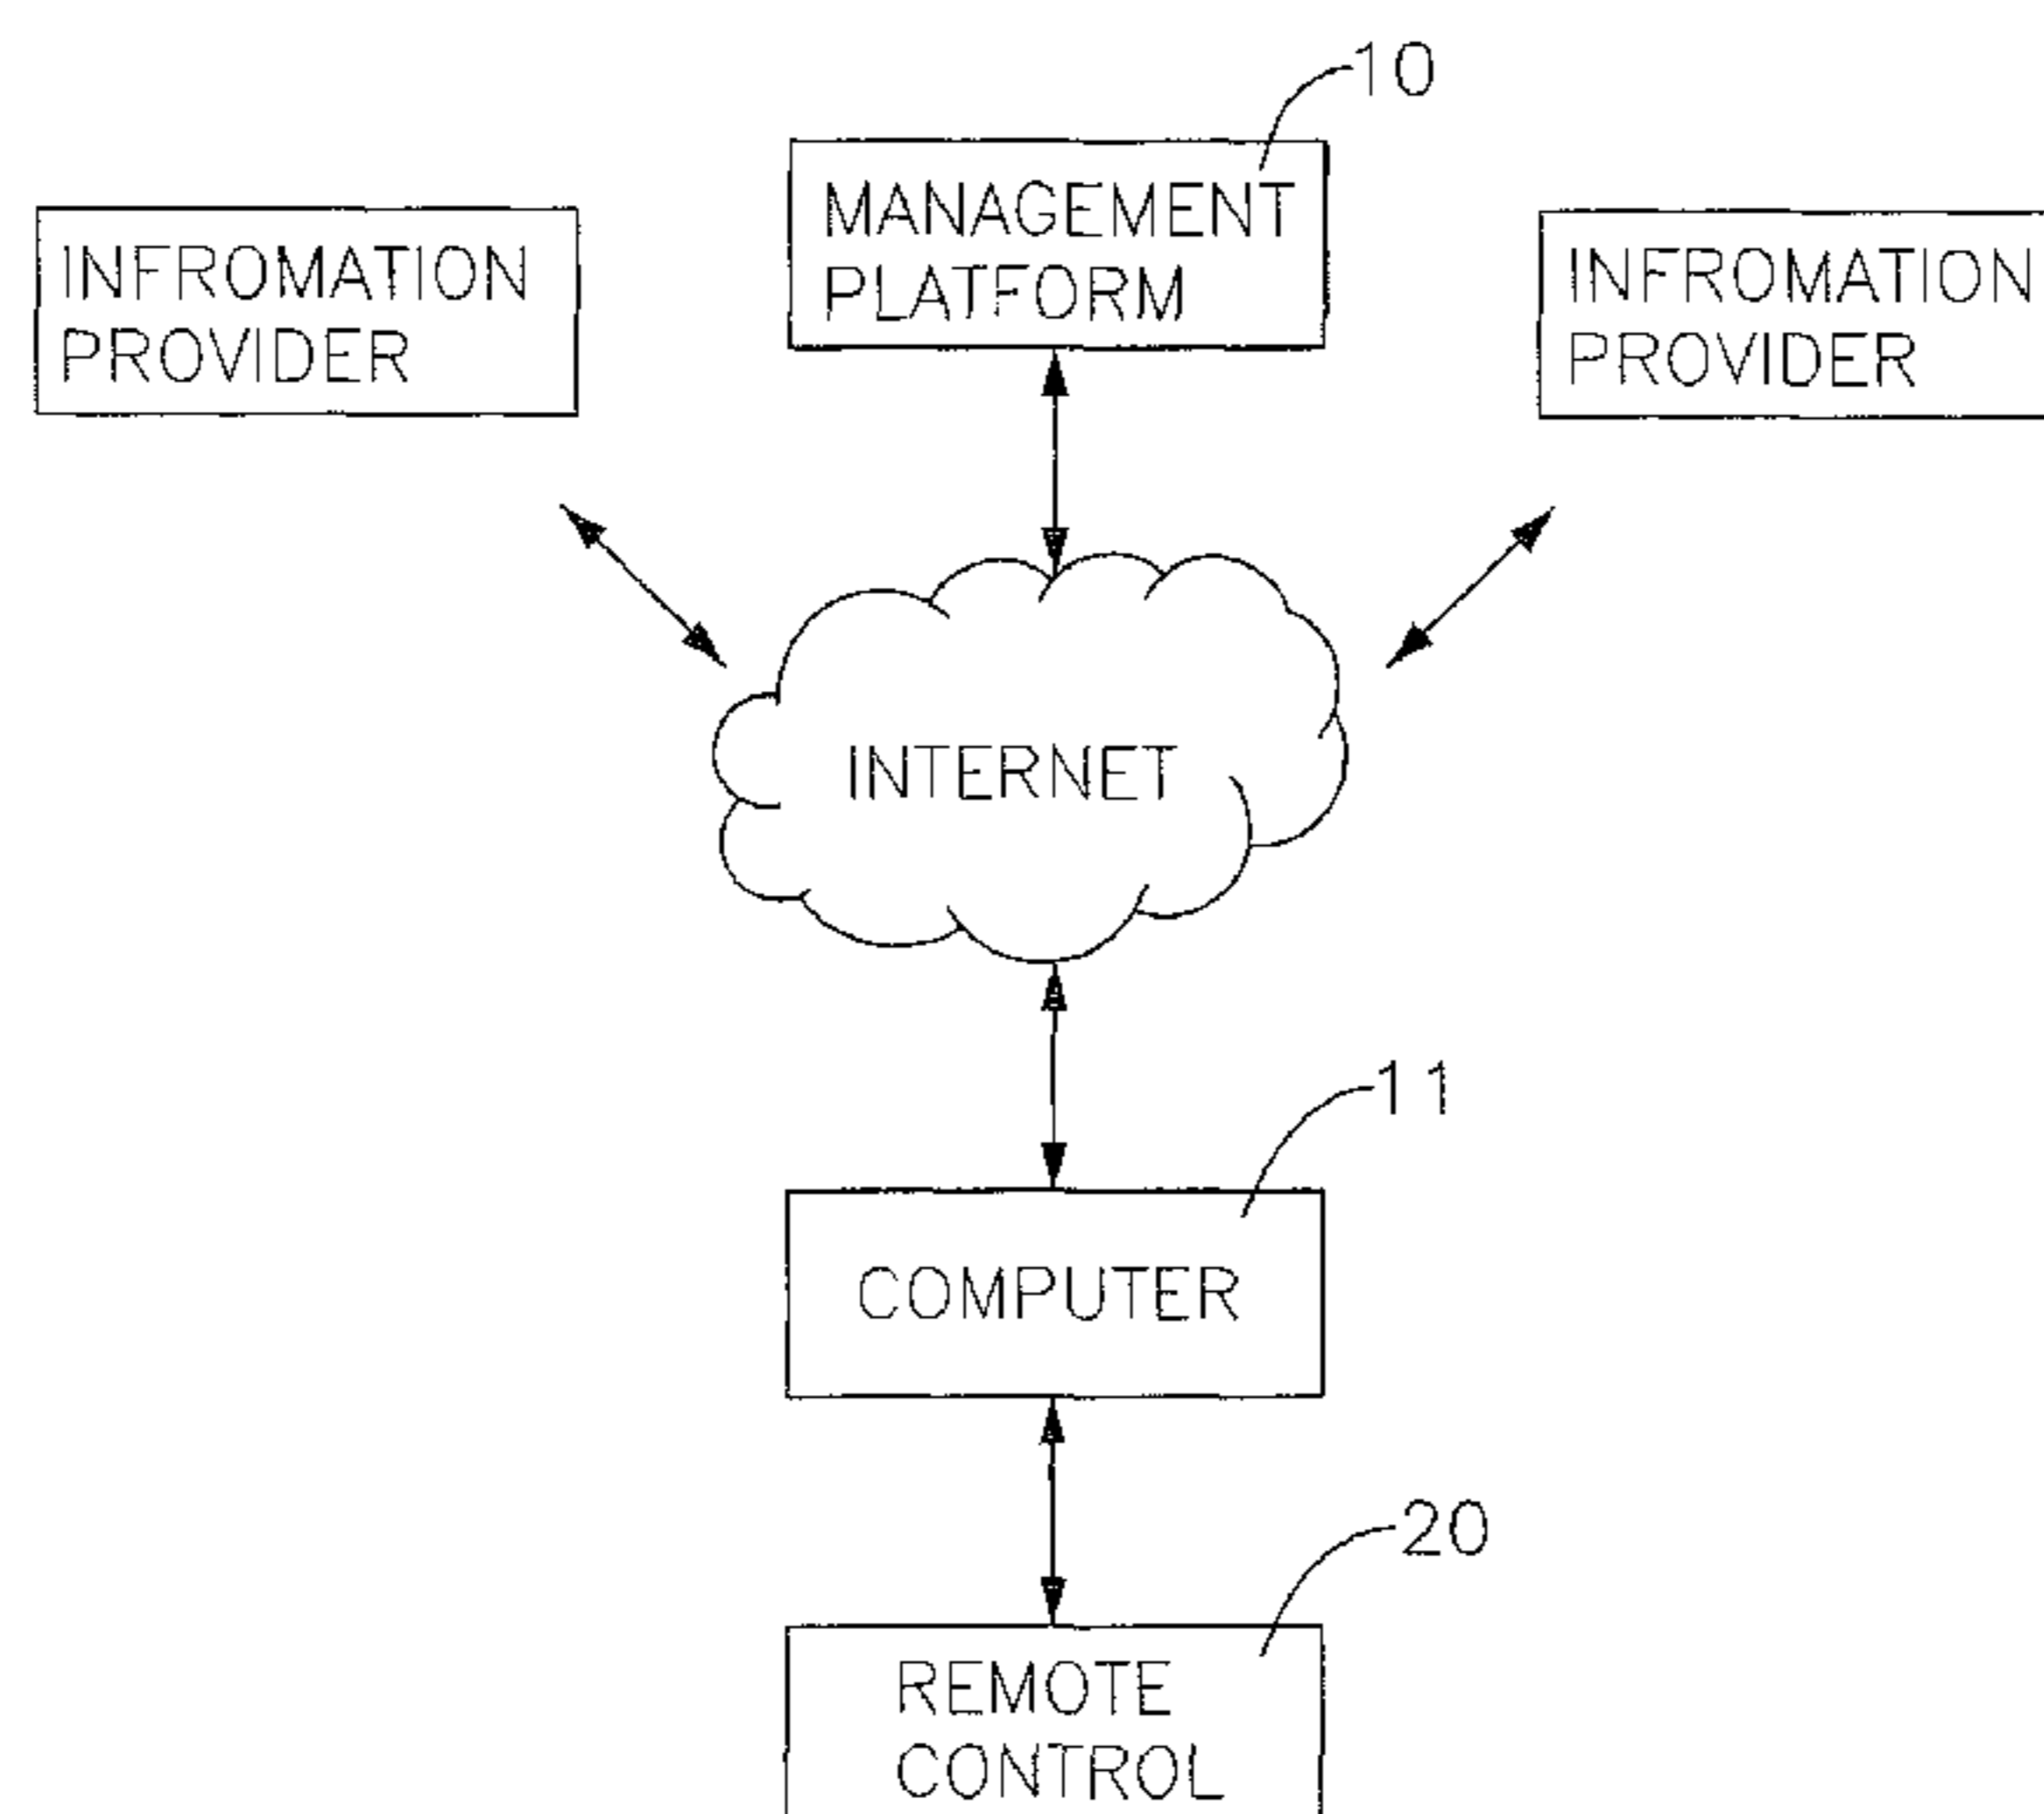 10
MANAGEMENT
PLATFORM
INFROMATION
PROVIDER
INFROMATION
PROVIDER
INTERNET
11
COMPUTER
20
REMOTE
CONTROL